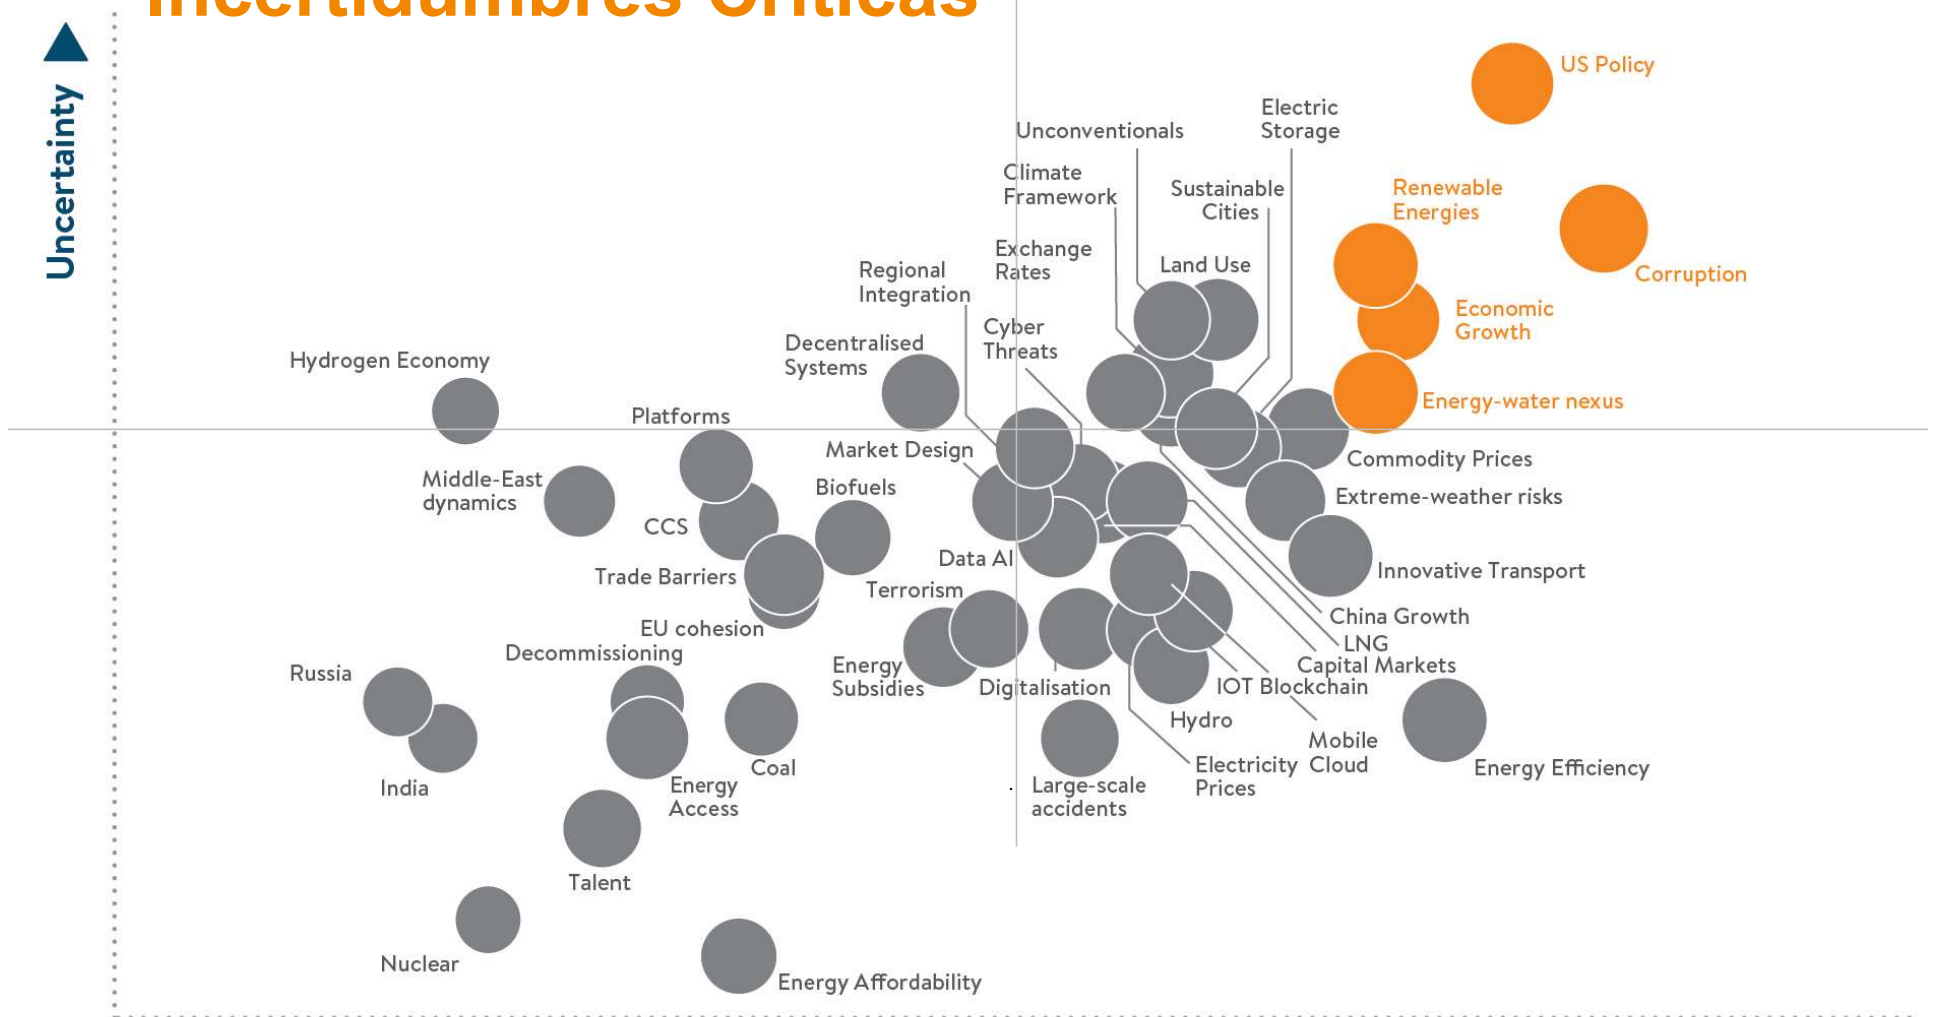 Incertidumbres Críticas
Uncertainty
US Policy
Electric
Storage
Unconventionals
Climate
Framework
Sustainable
Cities
Renewable
Energies
Corruption
Exchange
Rates
Land Use
Regional
Integration
Economic
Growth
Cyber
Threats
Decentralised
Systems
Hydrogen Economy
Energy-water nexus
Platforms
Market Design
Commodity Prices
Middle-East
dynamics
Biofuels
Extreme-weather risks
CCS
Data AI
Innovative Transport
Trade Barriers
Terrorism
China Growth
EU cohesion
LNG
Decommissioning
Capital Markets
Energy
Subsidies
Russia
Digitalisation
IOT Blockchain
Hydro
Mobile
Cloud
Coal
Energy Efficiency
Electricity
Prices
India
Energy
Access
Large-scale
accidents
Talent
Nuclear
Energy Affordability